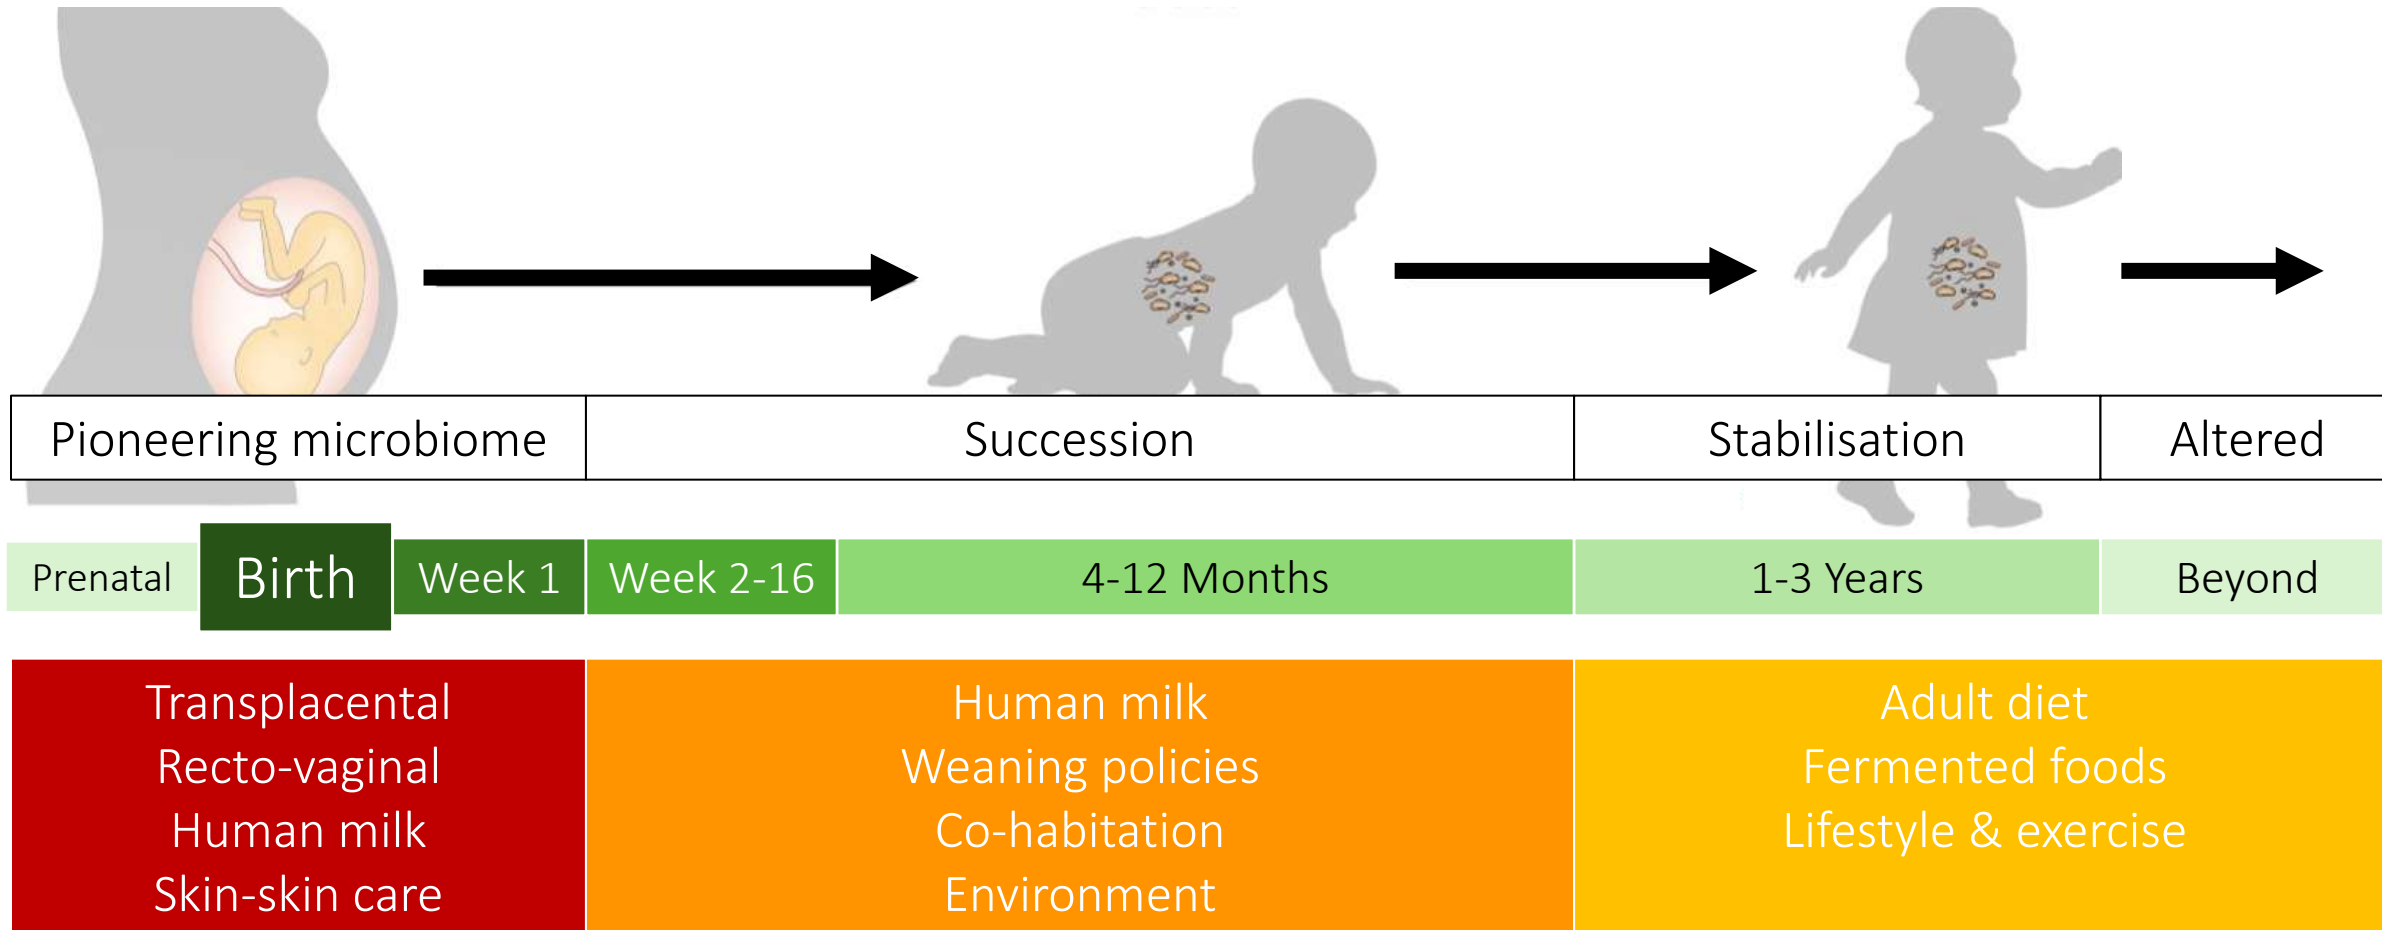 Pioneering microbiome
Succession
Stabilisation
Altered
Prenatal
Birth
Week 1
Week 2-16
4-12 Months
1-3 Years
Beyond
Transplacental
Recto-vaginal
Human milk
Skin-skin care
Human milk
Weaning policies
Co-habitation
Environment
Adult diet
Fermented foods
Lifestyle & exercise